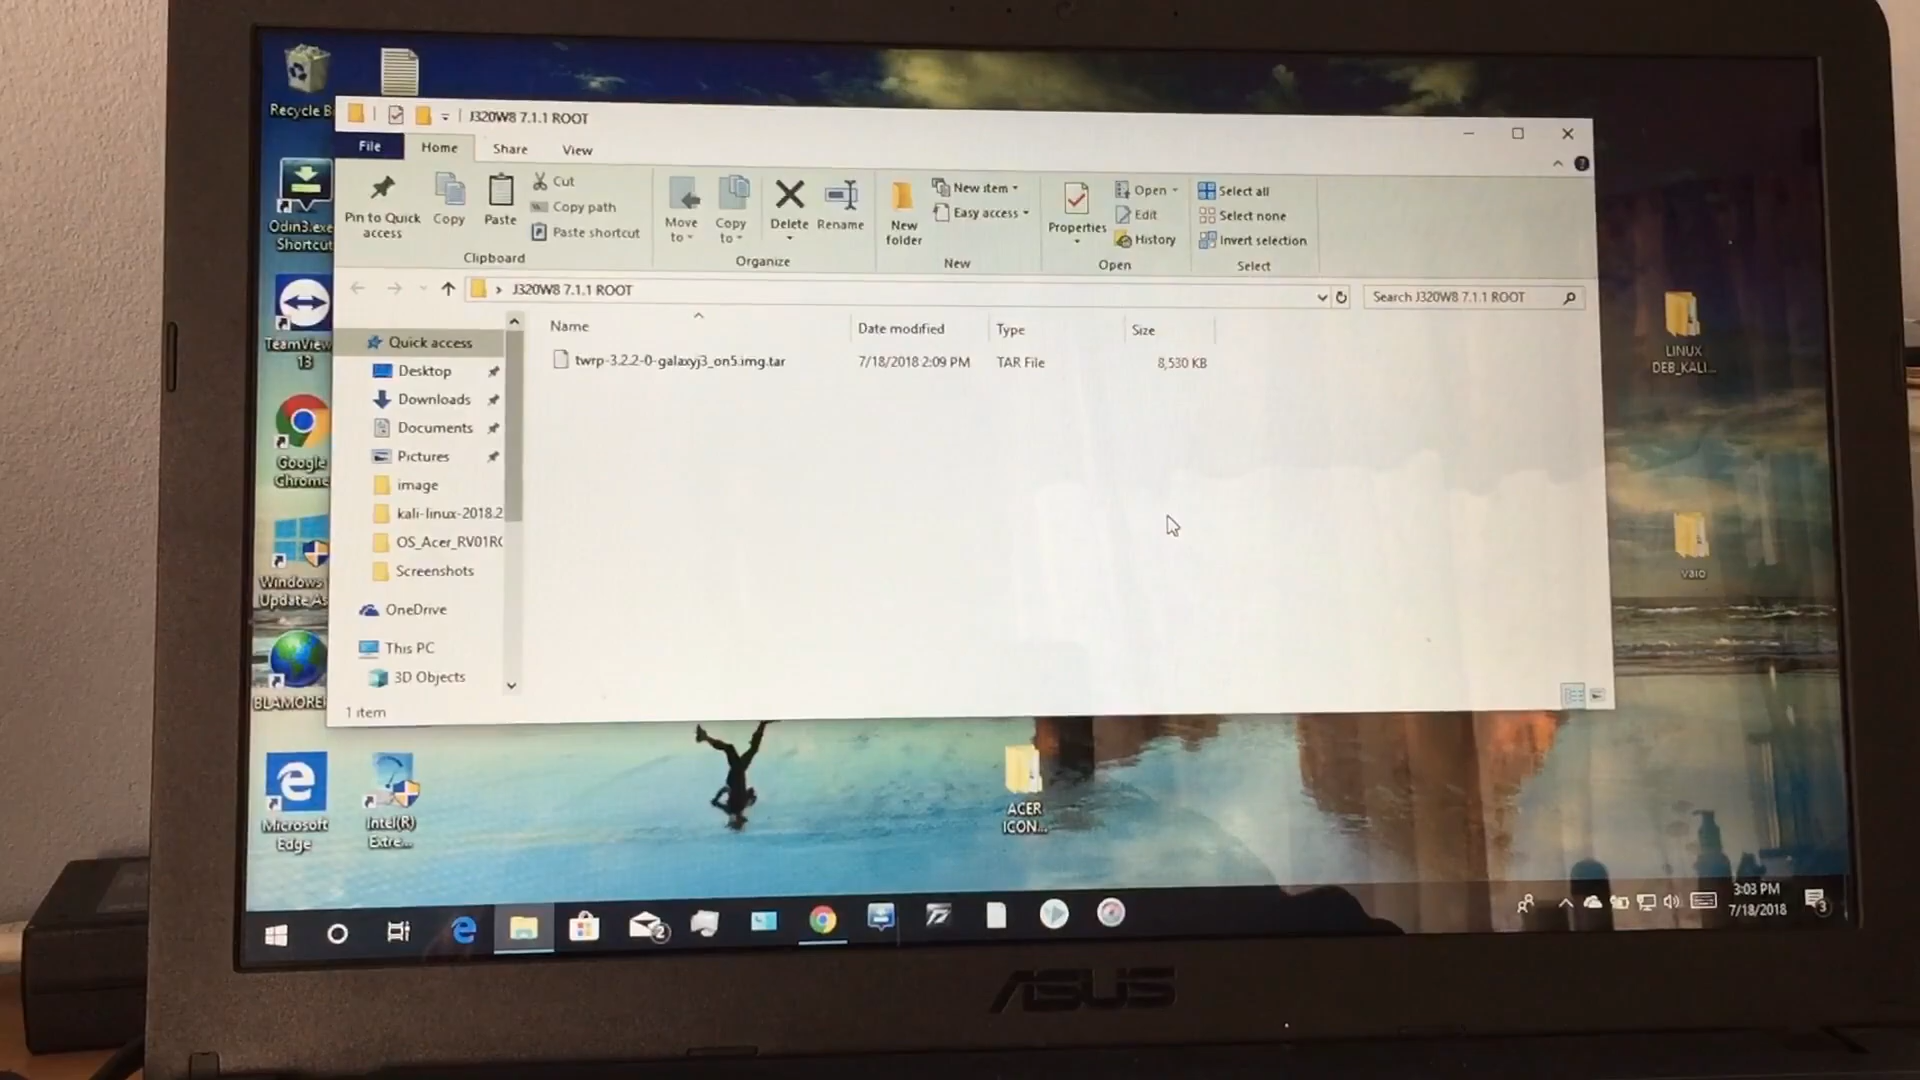 J320W8 7.1.1 ROOT
File Home Share View
Pin to Quick access
Copy
Paste
Cut
Copy path
Paste shortcut
Clipboard
Move to
Copy to
Delete
Rename
Organize
New folder
New item
Easy access
New
Properties
Open
Edit
History
Open
Select all
Select none
Invert selection
Select
J320W8 7.1.1 ROOT
Search J320W8 7.1.1 ROOT
Name Date modified Type Size
twrp-3.2.2-0-galaxyj3_on5.img.tar 7/18/2018 2:09 PM TAR File 8,530 KB
Quick access
Desktop
Downloads
Documents
Pictures
image
kali-linux-2018.2
OS_Acer_RV01R
Screenshots
OneDrive
This PC
3D Objects
1 item
Recycle B
Odin3.exe
Shortcut
TeamView
13
Google
Chrome
Windows
Update As
BLAMORE
Microsoft
Edge
Intel(R)
Extre...
LINUX
DEB_KALI...
vaio
ACER
ICON...
2
3:03 PM
7/18/2018
3
ASUS